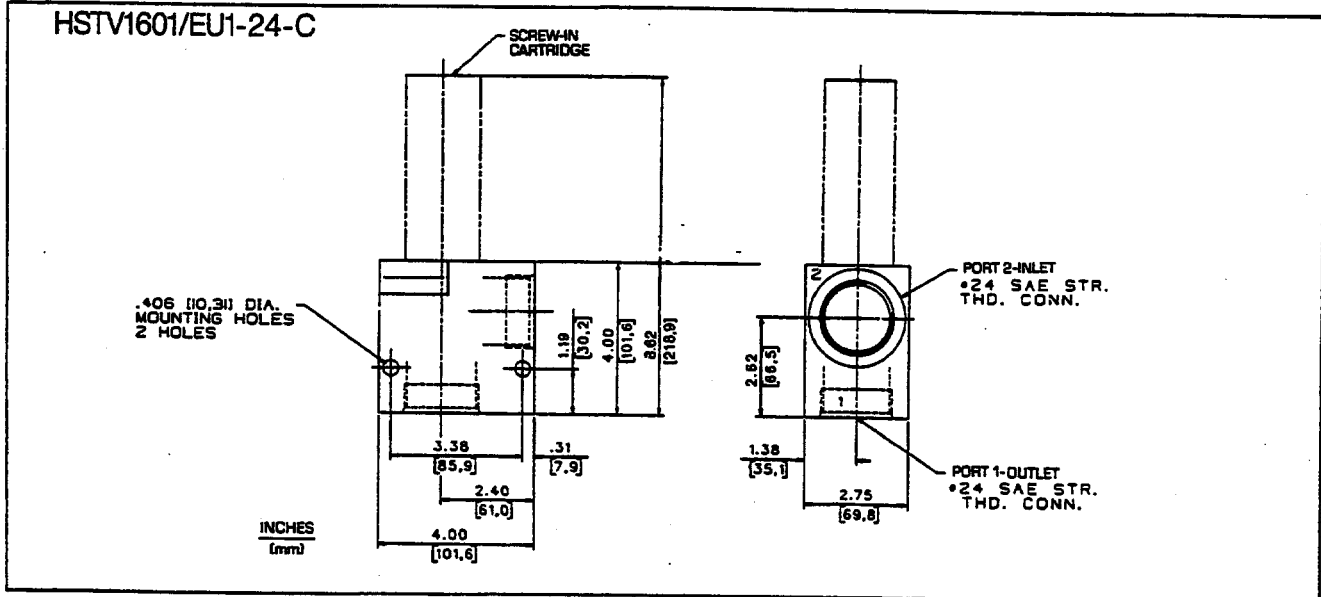 HSTV1601/EU1-24-C
SCREW-IN
CARTRIDGE
.406 [10,31] DIA.
MOUNTING HOLES
2 HOLES
1.19
[30,2]
4.00
[101,6]
8.62
[218,9]
3.38
[85,9]
.31
[7,9]
2.40
[61,0]
4.00
[101,6]
INCHES
[mm]
2
PORT 2-INLET
#24 SAE STR.
THD. CONN.
2.62
[66,5]
1
1.38
[35,1]
2.75
[69,8]
PORT 1-OUTLET
#24 SAE STR.
THD. CONN.